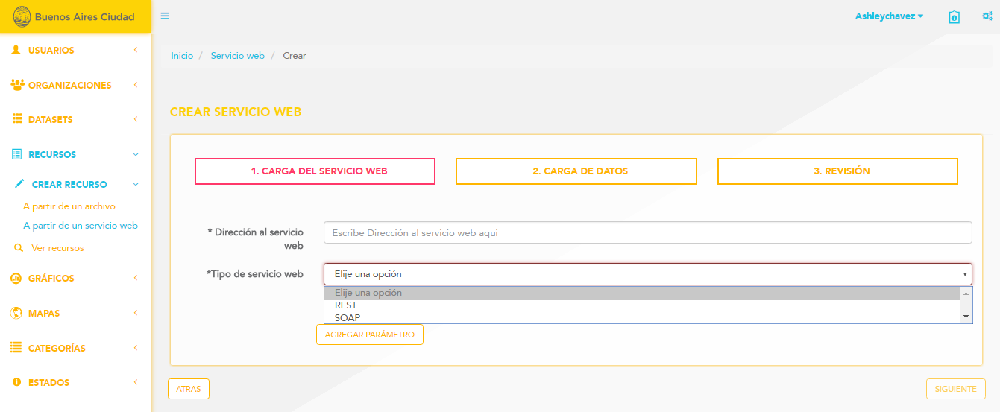 Buenos Aires Ciudad
Ashleychavez
USUARIOS
ORGANIZACIONES
DATASETS
RECURSOS
CREAR RECURSO
A partir de un archivo
A partir de un servicio web
Ver recursos
GRÁFICOS
MAPAS
CATEGORÍAS
ESTADOS
Inicio / Servicio web / Crear
CREAR SERVICIO WEB
1. CARGA DEL SERVICIO WEB
2. CARGA DE DATOS
3. REVISIÓN
* Dirección al servicio
web
Escribe Dirección al servicio web aqui
*Tipo de servicio web
Elije una opción
Elije una opción
REST
SOAP
AGREGAR PARÁMETRO
ATRAS
SIGUIENTE